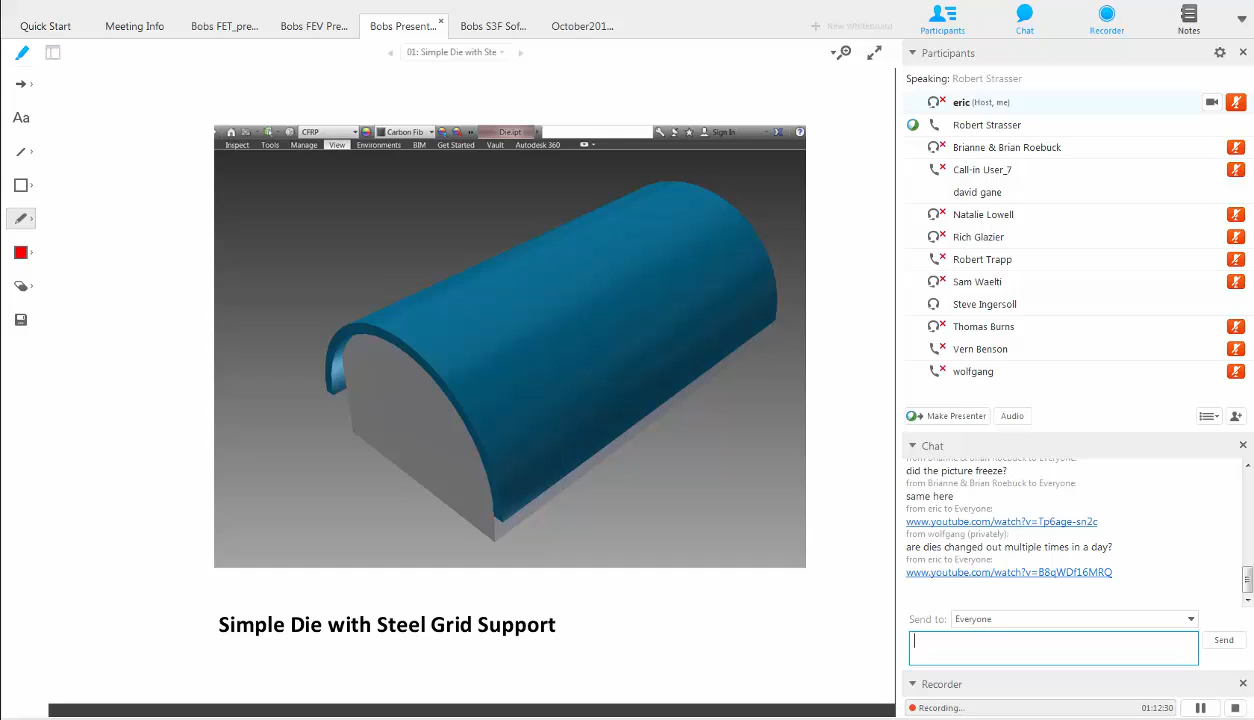 Quick Start
Meeting Info
Bobs FET_pre...
Bobs FEV Pre...
Bobs Present...
Bobs S3F Sof...
October201...
New Whiteboard
Participants
Chat
Recorder
Notes
01: Simple Die with Ste
Participants
Speaking: Robert Strasser
Aa
eric (Host, me)
Robert Strasser
Brianne & Brian Roebuck
Call-in User_7
david gane
Natalie Lowell
Rich Glazier
Robert Trapp
Sam Waelti
Steve Ingersoll
Thomas Burns
Vern Benson
wolfgang
CFRP
Carbon Fib
Die.ipt
Sign In
Inspect
Tools
Manage
View
Environments
BIM
Get Started
Vault
Autodesk 360
Make Presenter
Audio
Chat
from Brianne & Brian Roebuck to Everyone:
did the picture freeze?
from Brianne & Brian Roebuck to Everyone:
same here
from eric to Everyone:
www.youtube.com/watch?v=Tp6age-sn2c
from wolfgang (privately):
are dies changed out multiple times in a day?
from eric to Everyone:
www.youtube.com/watch?v=B8qWDf16MRQ
Send to: Everyone
Send
Simple Die with Steel Grid Support
Recorder
Recording...
01:12:30